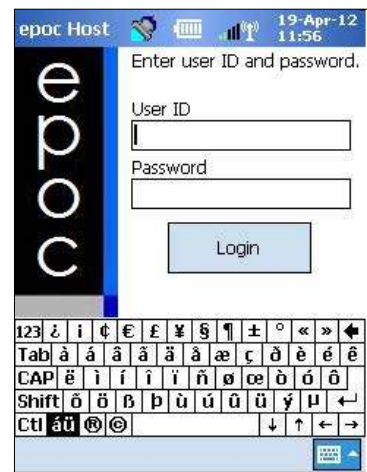 epoc Host
19-Apr-12
11:56
epoc
Enter user ID and password.
User ID
Password
Login
123 ¿ ¡ ¢ € £ ¥ § ¶ ± ° « » 🡸
Tab à á â ã ä å æ ç ð è é ê
CAP ë ì í î ï ñ ø œ ò ó ô
Shift õ ö ß þ ù ú û ü ý µ ↵
Ctl áü ® © ↓ ↑ ← →